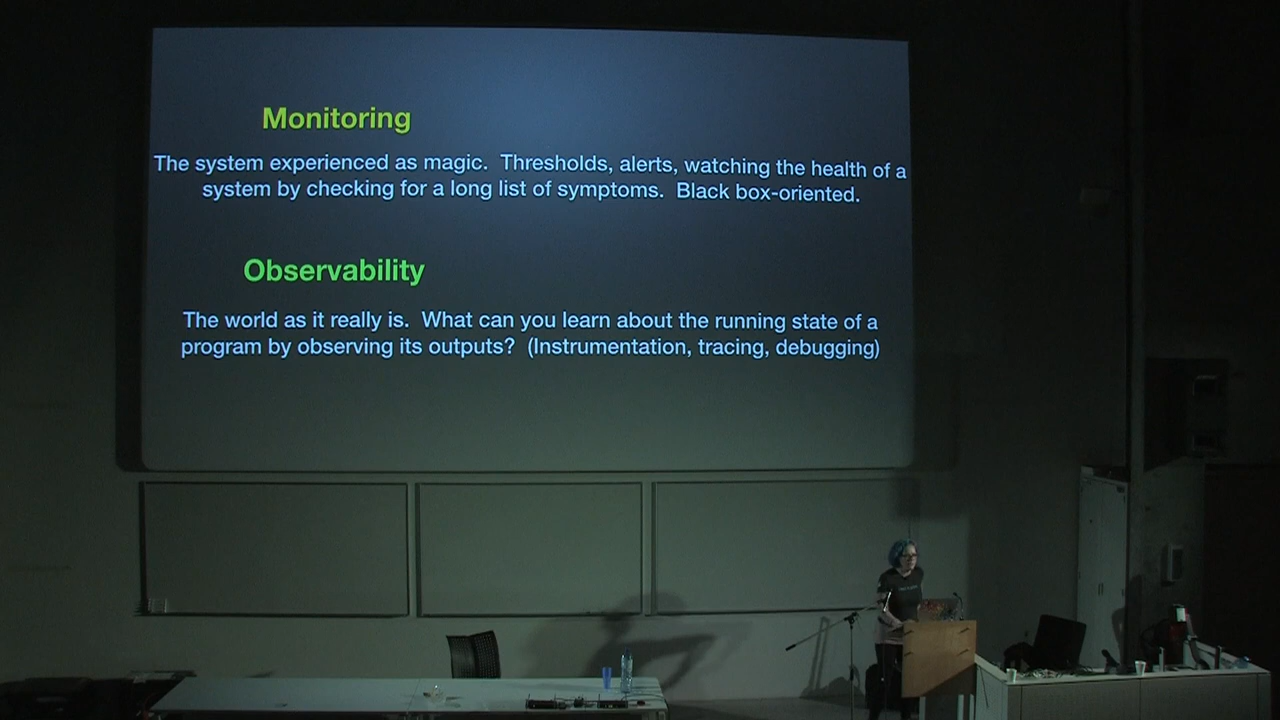 Monitoring
The system experienced as magic.  Thresholds, alerts, watching the health of a
system by checking for a long list of symptoms.  Black box-oriented.
Observability
The world as it really is.  What can you learn about the running state of a
program by observing its outputs?  (Instrumentation, tracing, debugging)